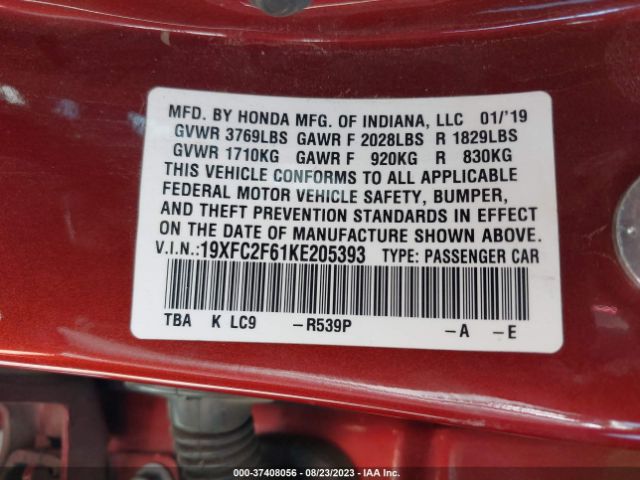 MFD. BY HONDA MFG. OF INDIANA, LLC 01/'19
GVWR 3769LBS GAWR F 2028LBS R 1829LBS
GVWR 1710KG GAWR F 920KG R 830KG
THIS VEHICLE CONFORMS TO ALL APPLICABLE
FEDERAL MOTOR VEHICLE SAFETY, BUMPER,
AND THEFT PREVENTION STANDARDS IN EFFECT
ON THE DATE OF MANUFACTURE SHOWN ABOVE.
V.I.N.:19XFC2F61KE205393 TYPE: PASSENGER CAR
TBA K LC9 –R539P –A –E
000-37408056 - 08/23/2023 - IAA Inc.